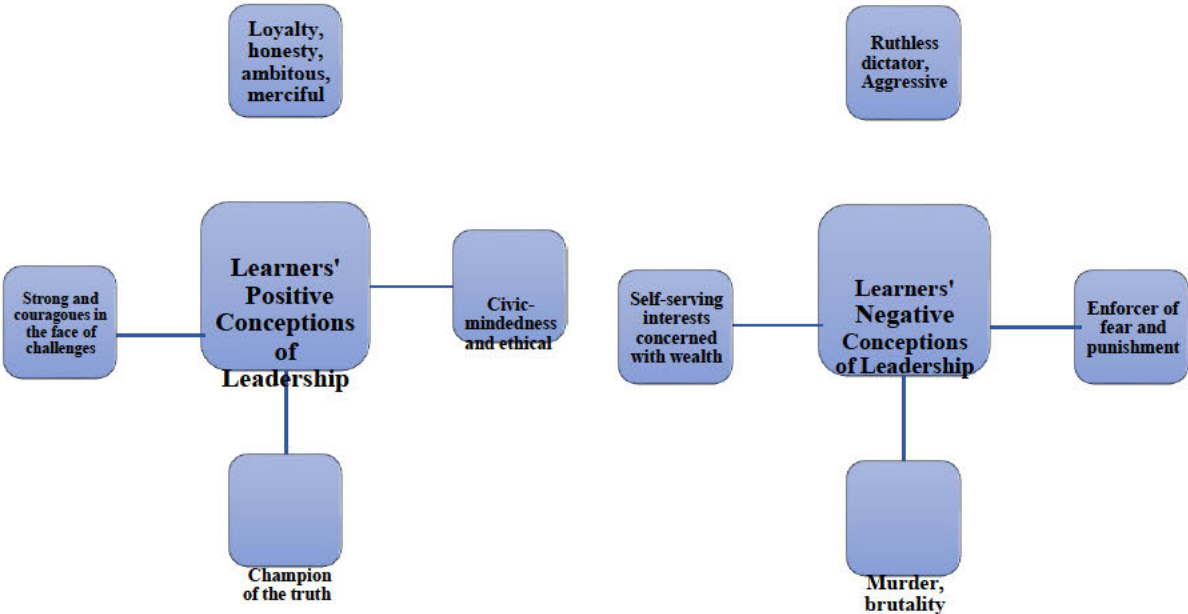 Loyalty,
honesty,
ambitous,
merciful
Learners'
Positive
Conceptions
of
Leadership
Strong and
couragoues in
the face of
challenges
Civic-
mindedness
and ethical
Champion
of the truth
Ruthless
dictator,
Aggressive
Learners'
Negative
Conceptions
of Leadership
Self-serving
interests
concerned
with wealth
Enforcer of
fear and
punishment
Murder,
brutality